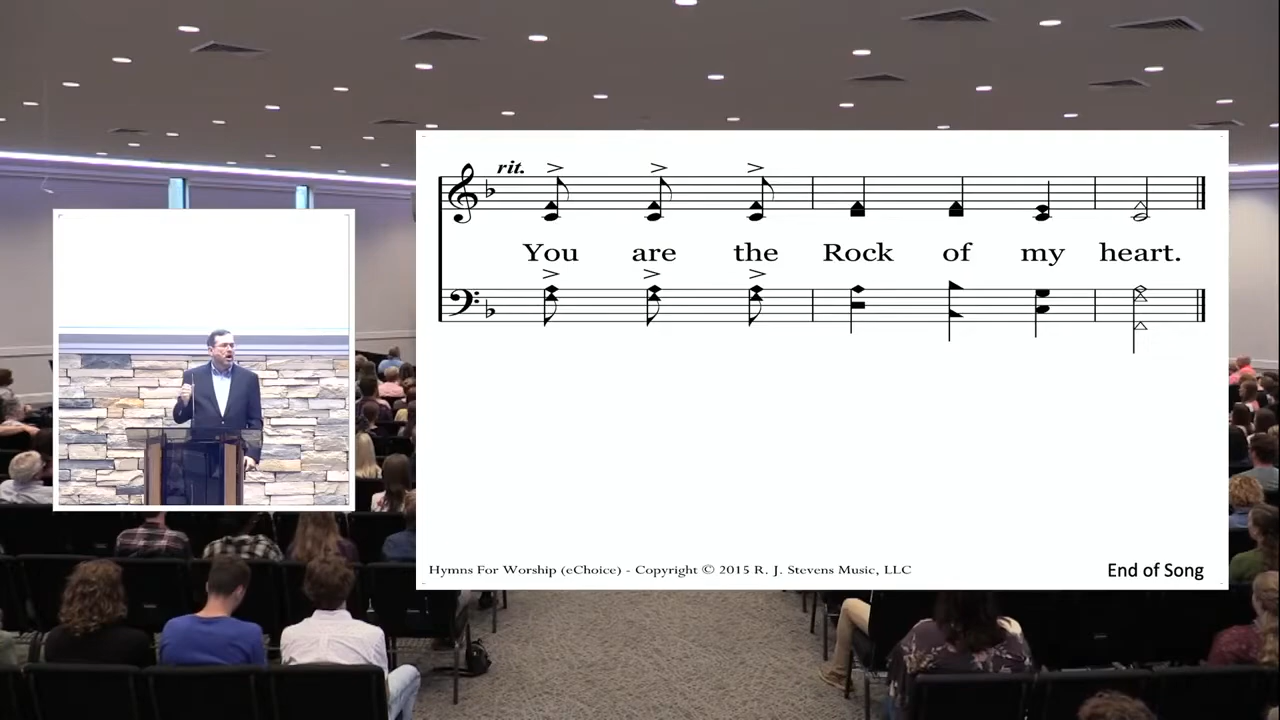 rit.
You are the Rock of my heart.
Hymns For Worship (eChoice) - Copyright © 2015 R. J. Stevens Music, LLC
End of Song